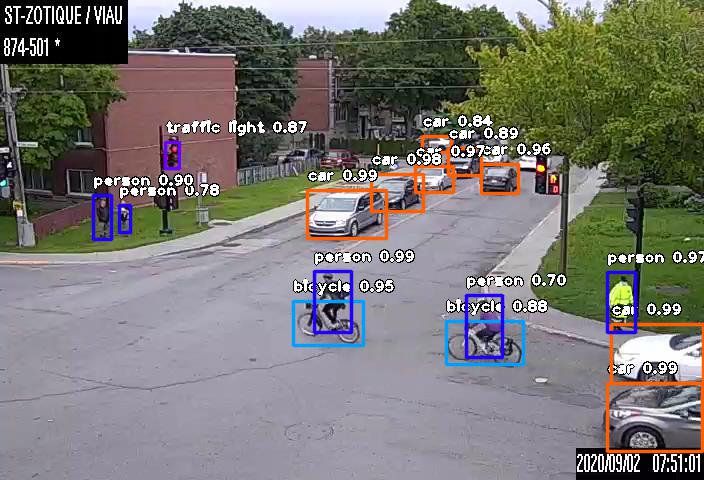 ST-ZOTIQUE / VIAU
874-501 *
traffic light 0.87
person 0.90
person 0.78
car 0.84
car 0.89
car 0.96
0.97
car 0.98
car 0.99
person 0.99
bicycle 0.95
person 0.70
bicycle 0.88
person 0.97
car 0.99
car 0.99
2020/09/02 07:51:01